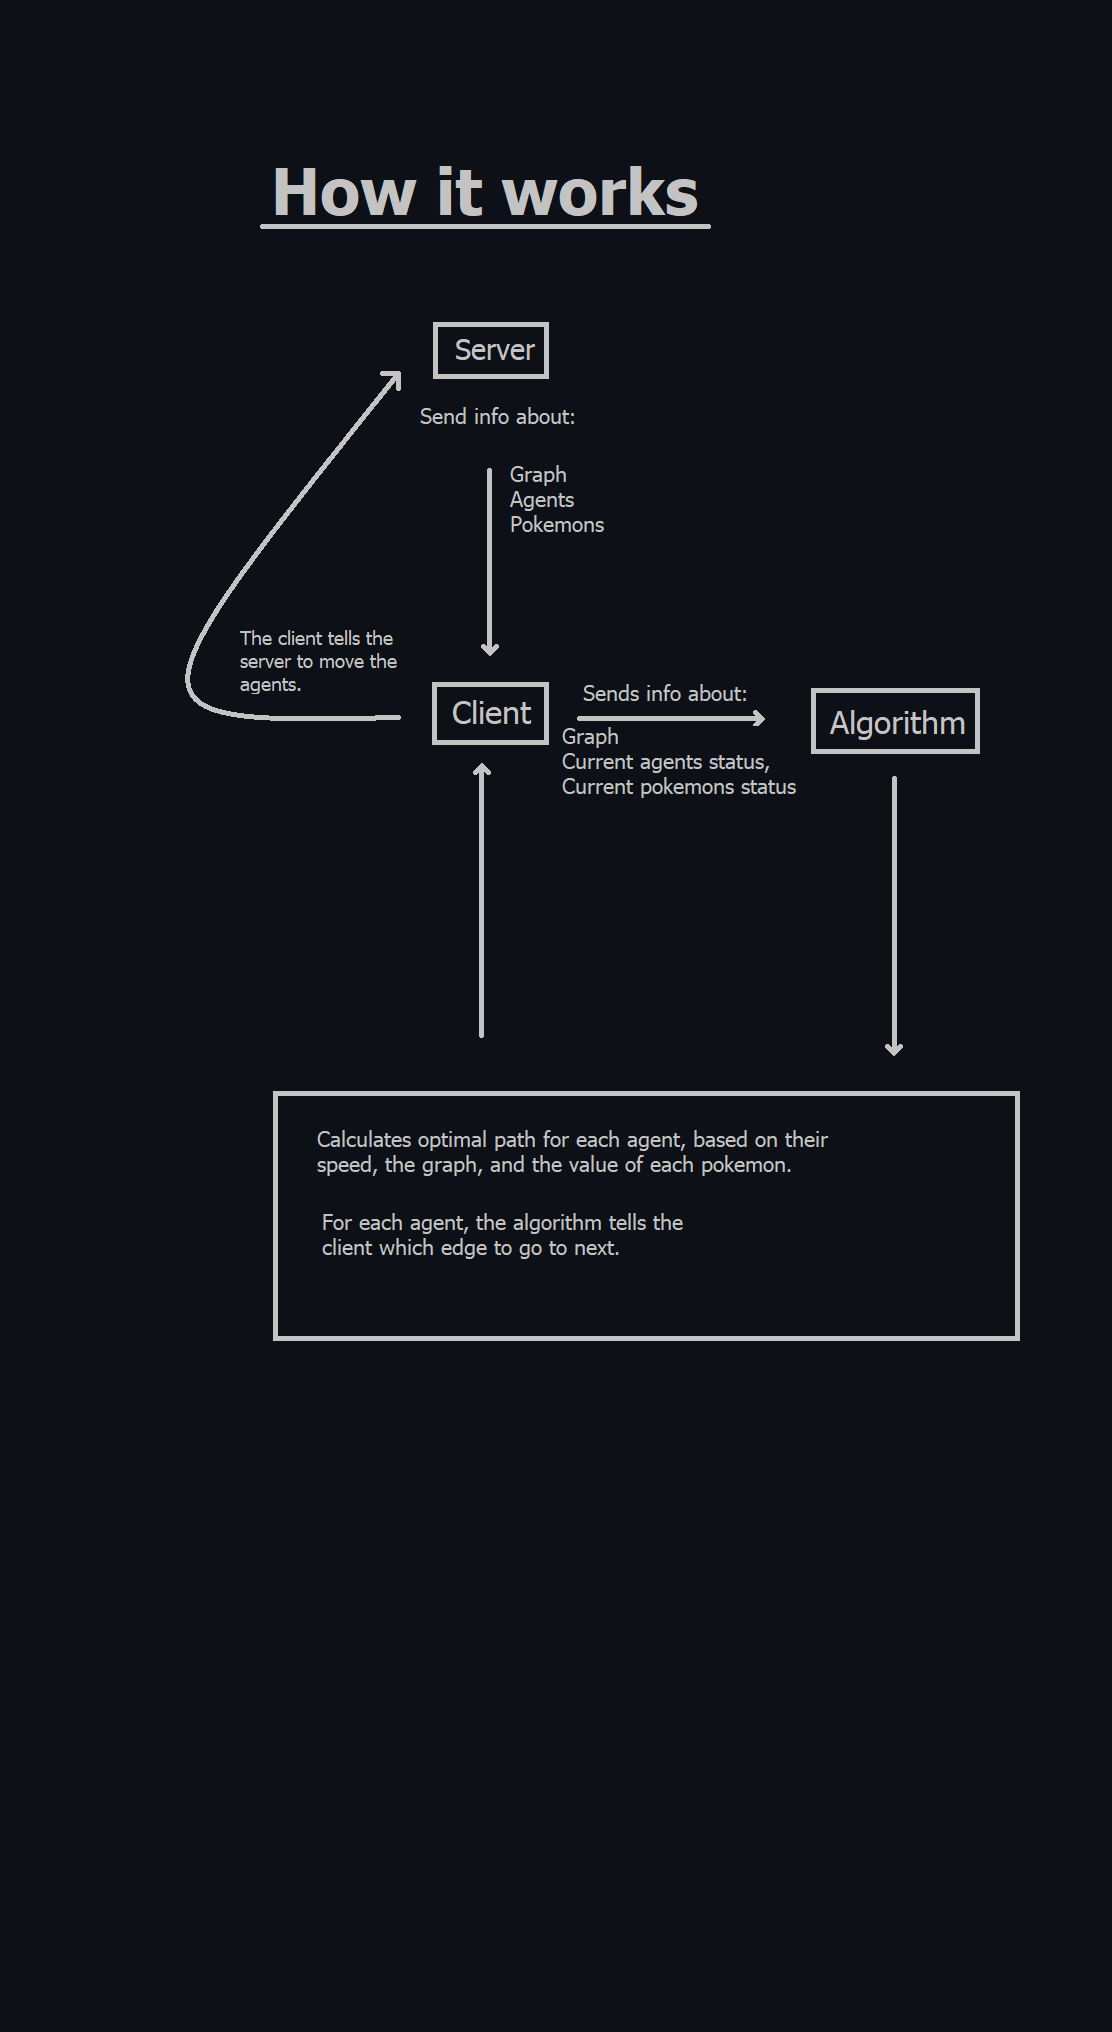 How it works
Server
Send info about:
Graph
Agents
Pokemons
The client tells the
server to move the
agents.
Client
Sends info about:
Graph
Current agents status,
Current pokemons status
Algorithm
Calculates optimal path for each agent, based on their
speed, the graph, and the value of each pokemon.
For each agent, the algorithm tells the
client which edge to go to next.